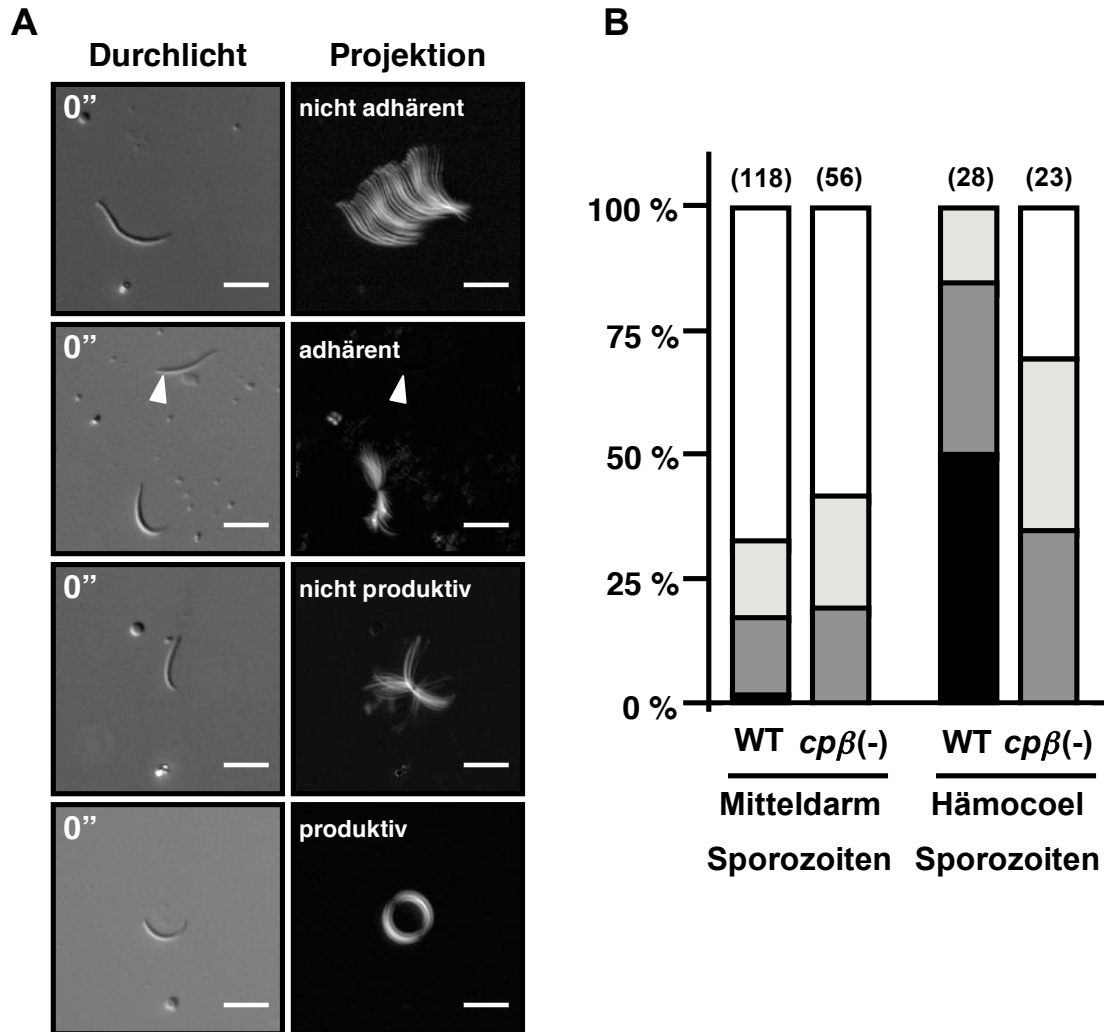 A
Durchlicht
Projektion
0”
nicht adhärent
0”
adhärent
0”
nicht produktiv
0”
produktiv
B
(118)
(56)
(28)
(23)
100 %
75 %
50 %
25 %
0 %
WT
cpβ(-)
WT
cpβ(-)
Mitteldarm
Hämocoel
Sporozoiten
Sporozoiten